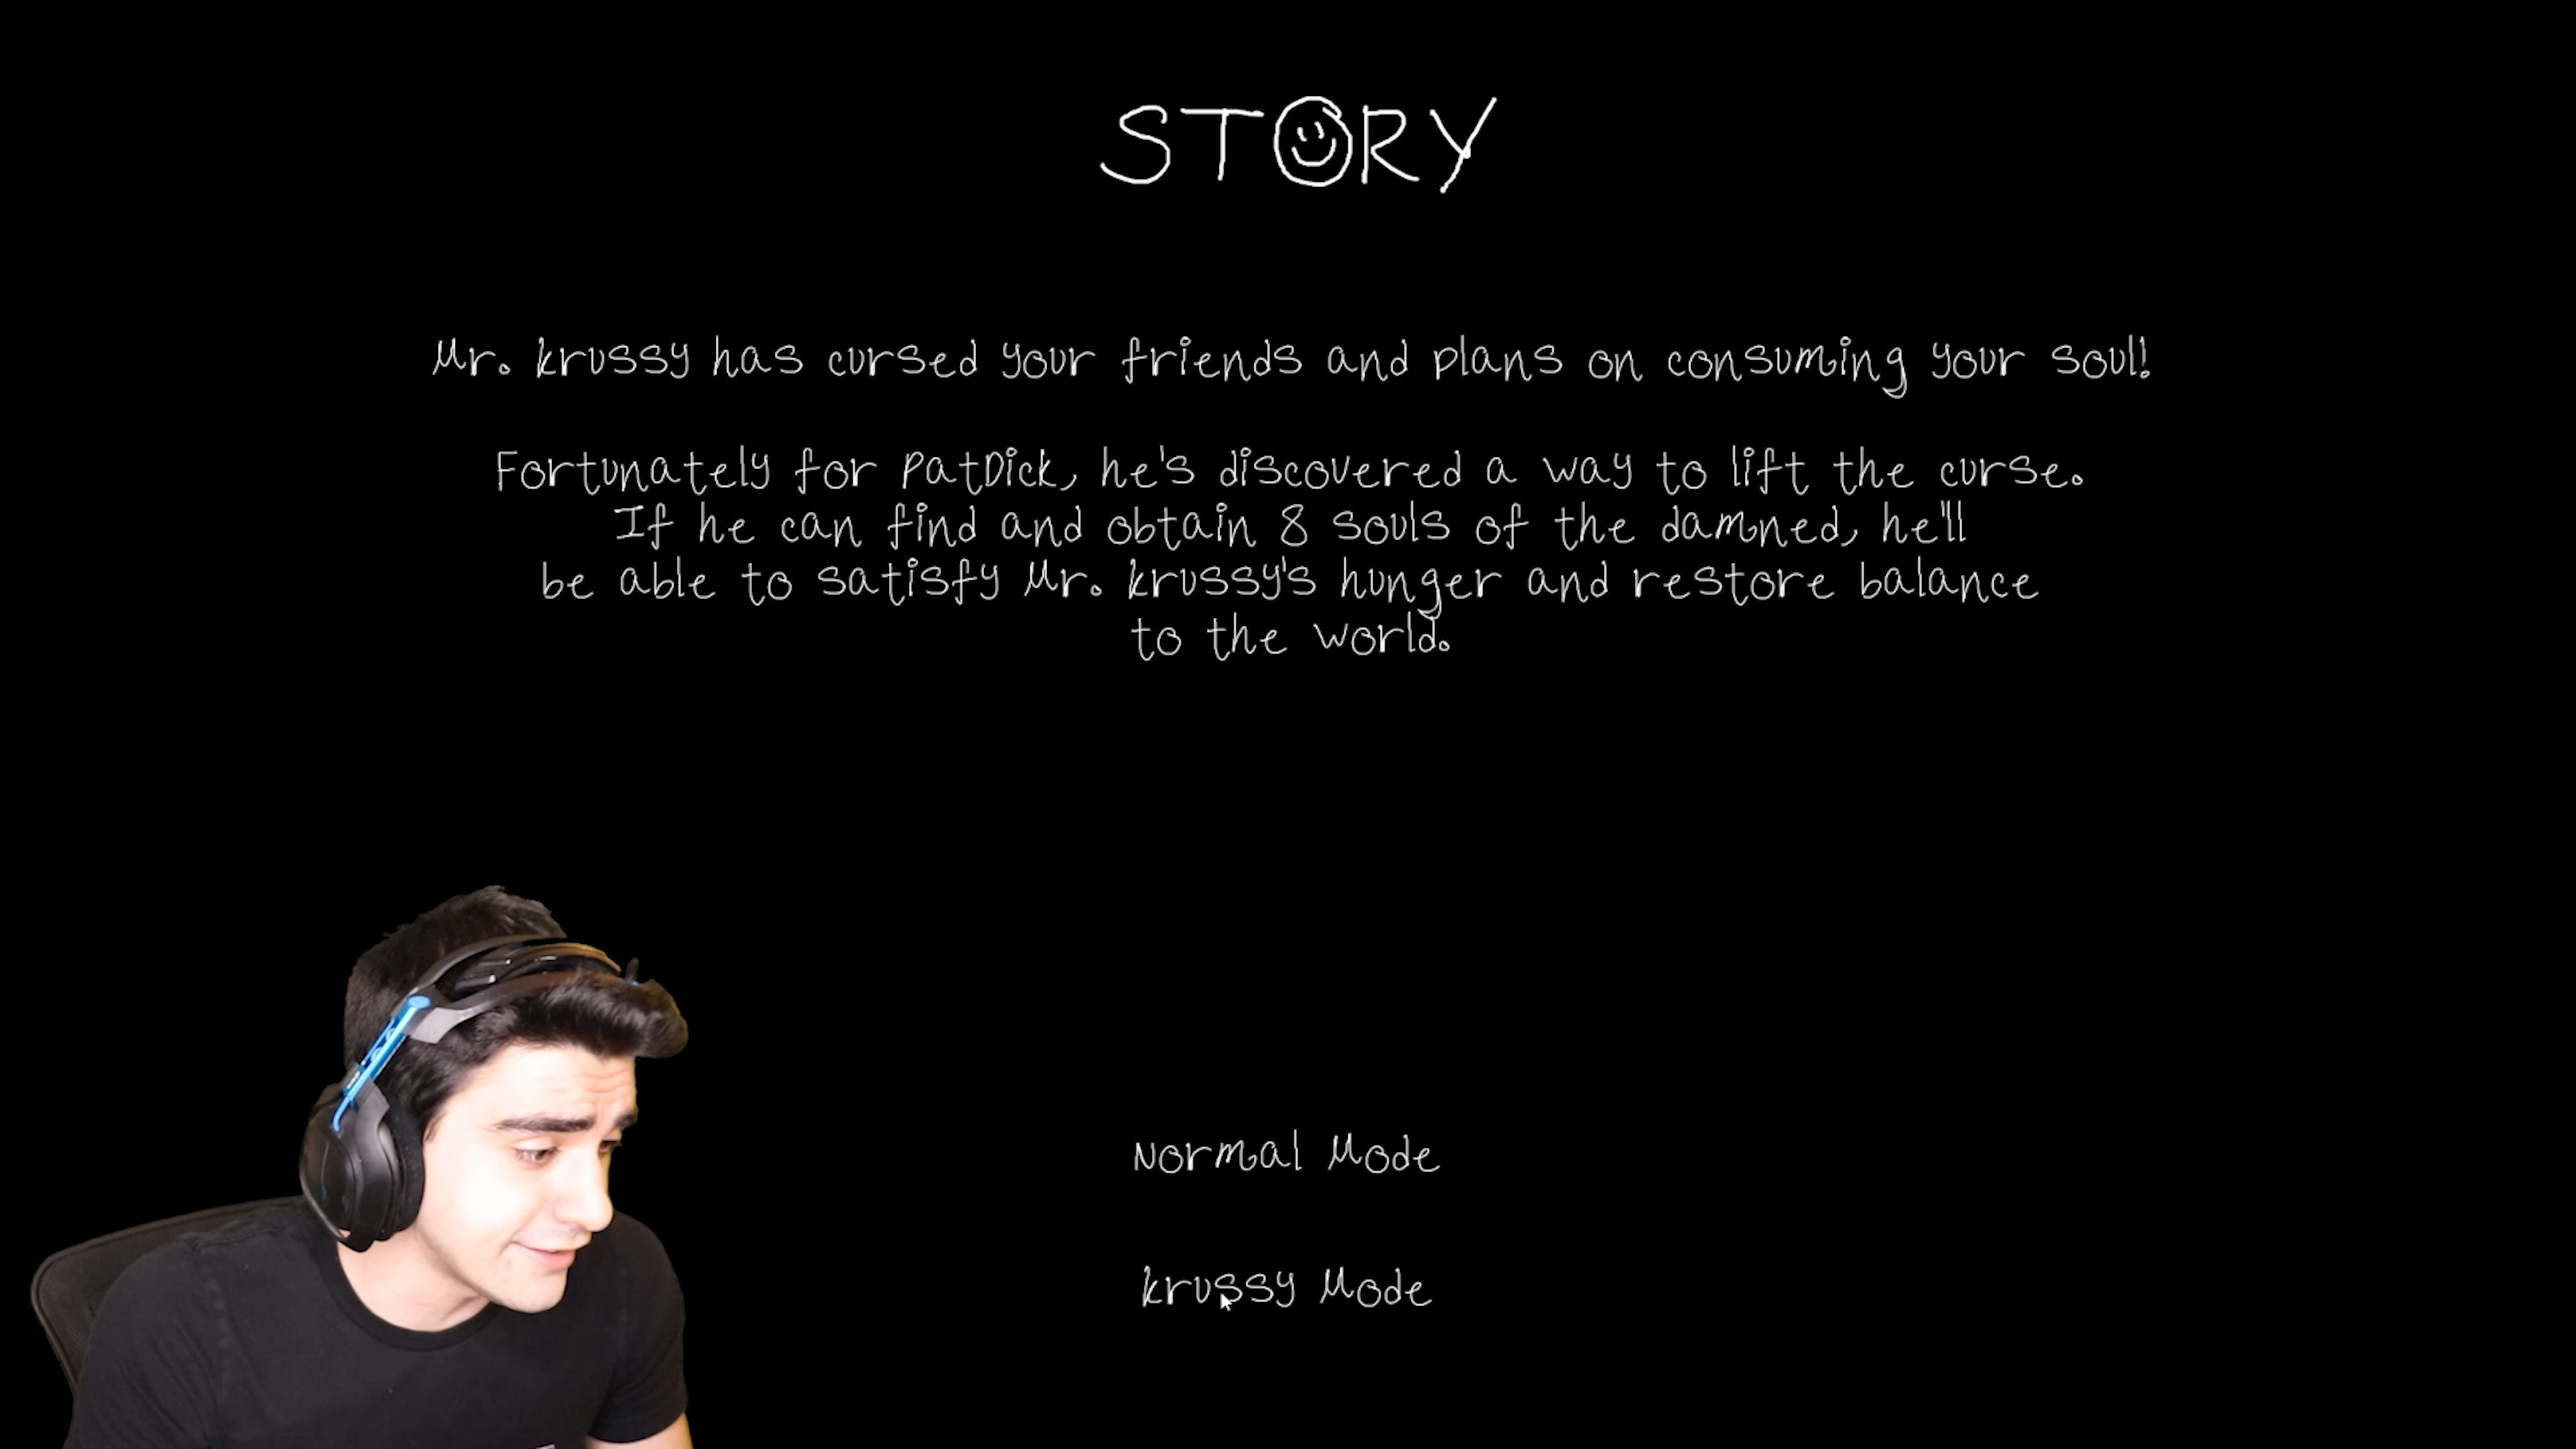 STORY
Mr. Krussy has cursed your friends and plans on consuming your soul!
Fortunately for PatDick, he's discovered a way to lift the curse.
If he can find and obtain 8 souls of the damned, he'll
be able to satisfy Mr. Krussy's hunger and restore balance
to the world.
Normal Mode
Krussy Mode